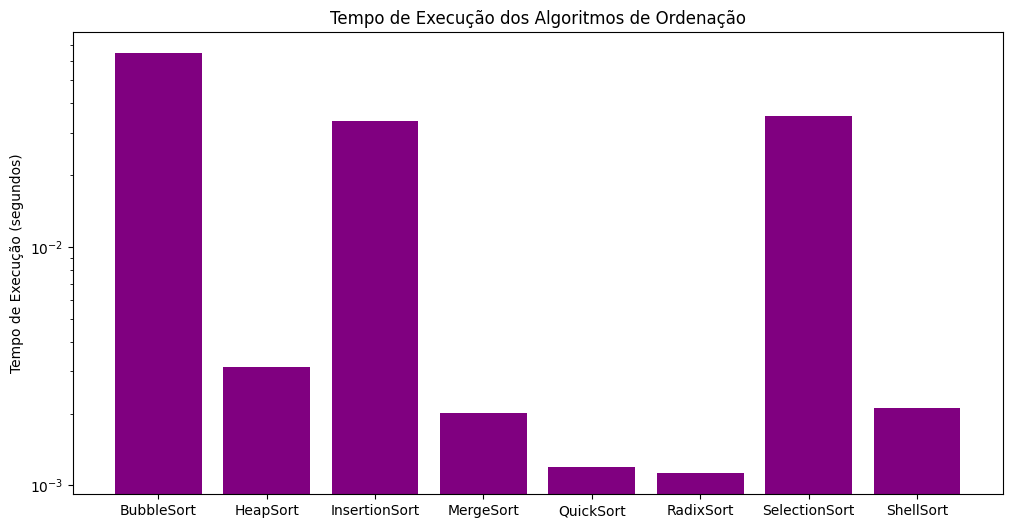 Tempo de Execução dos Algoritmos de Ordenação
Tempo de Execução (segundos)
10⁻²
10⁻³
BubbleSort HeapSort InsertionSort MergeSort QuickSort RadixSort SelectionSort ShellSort